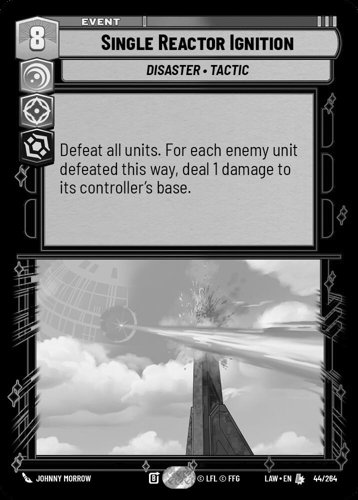 EVENT
8
SINGLE REACTOR IGNITION
DISASTER • TACTIC
Defeat all units. For each enemy unit
defeated this way, deal 1 damage to
its controller's base.
JOHNNY MORROW
© LFL © FFG
LAW • EN
44/264